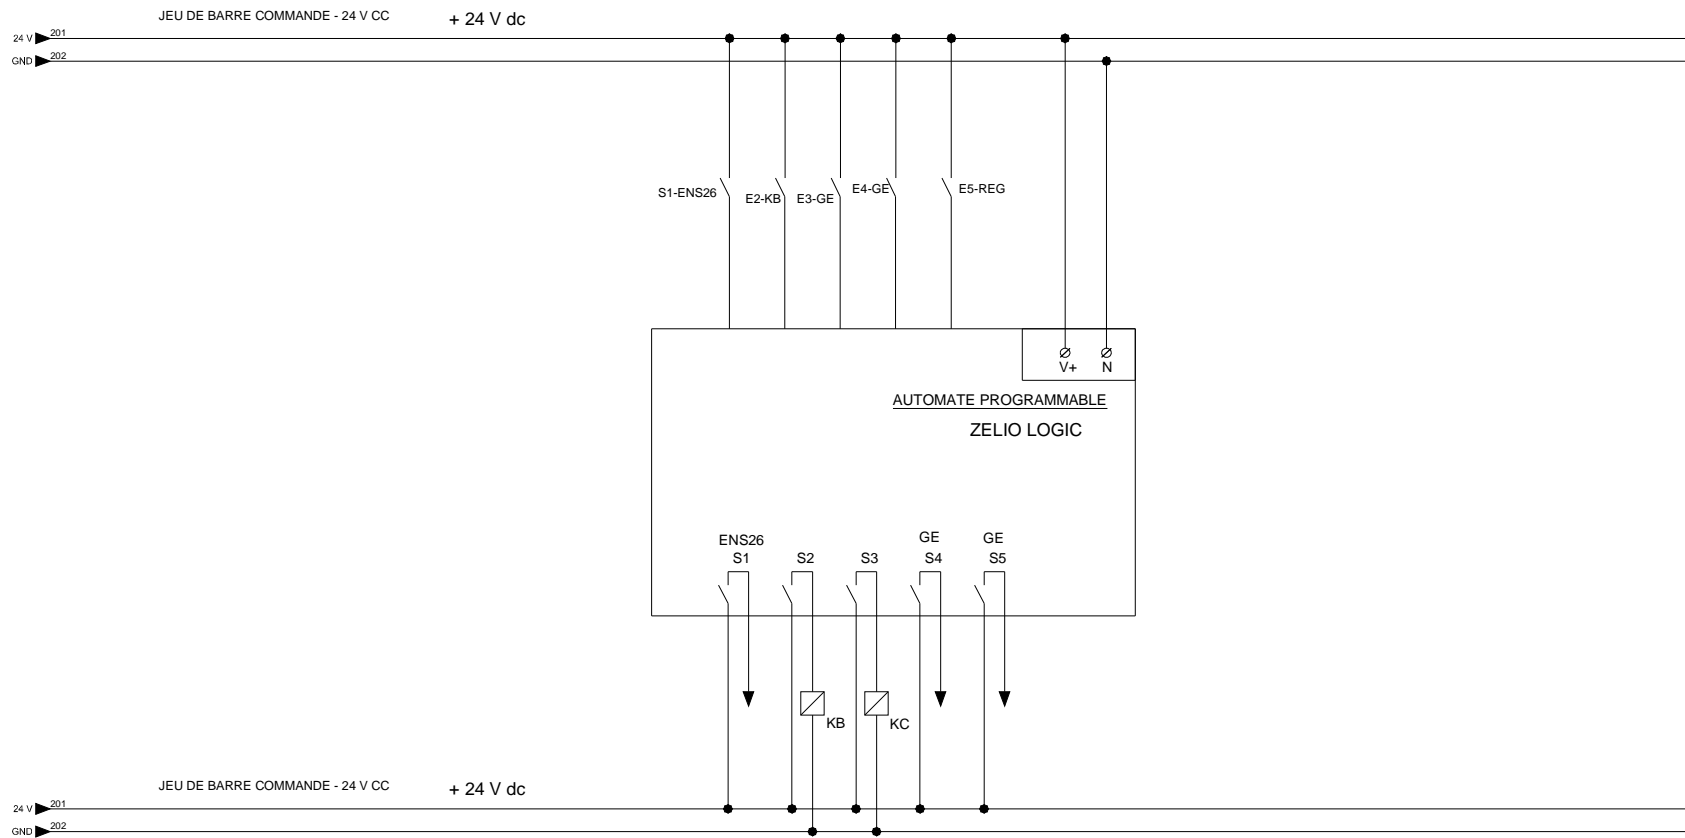 JEU DE BARRE COMMANDE - 24 V CC
+ 24 V dc
24 V 201
GND 202
S1-ENS26
E2-KB
E3-GE
E4-GE
E5-REG
V+ N
AUTOMATE PROGRAMMABLE
ZELIO LOGIC
ENS26 GE GE
S1 S2 S3 S4 S5
KB KC
JEU DE BARRE COMMANDE - 24 V CC
+ 24 V dc
24 V 201
GND 202